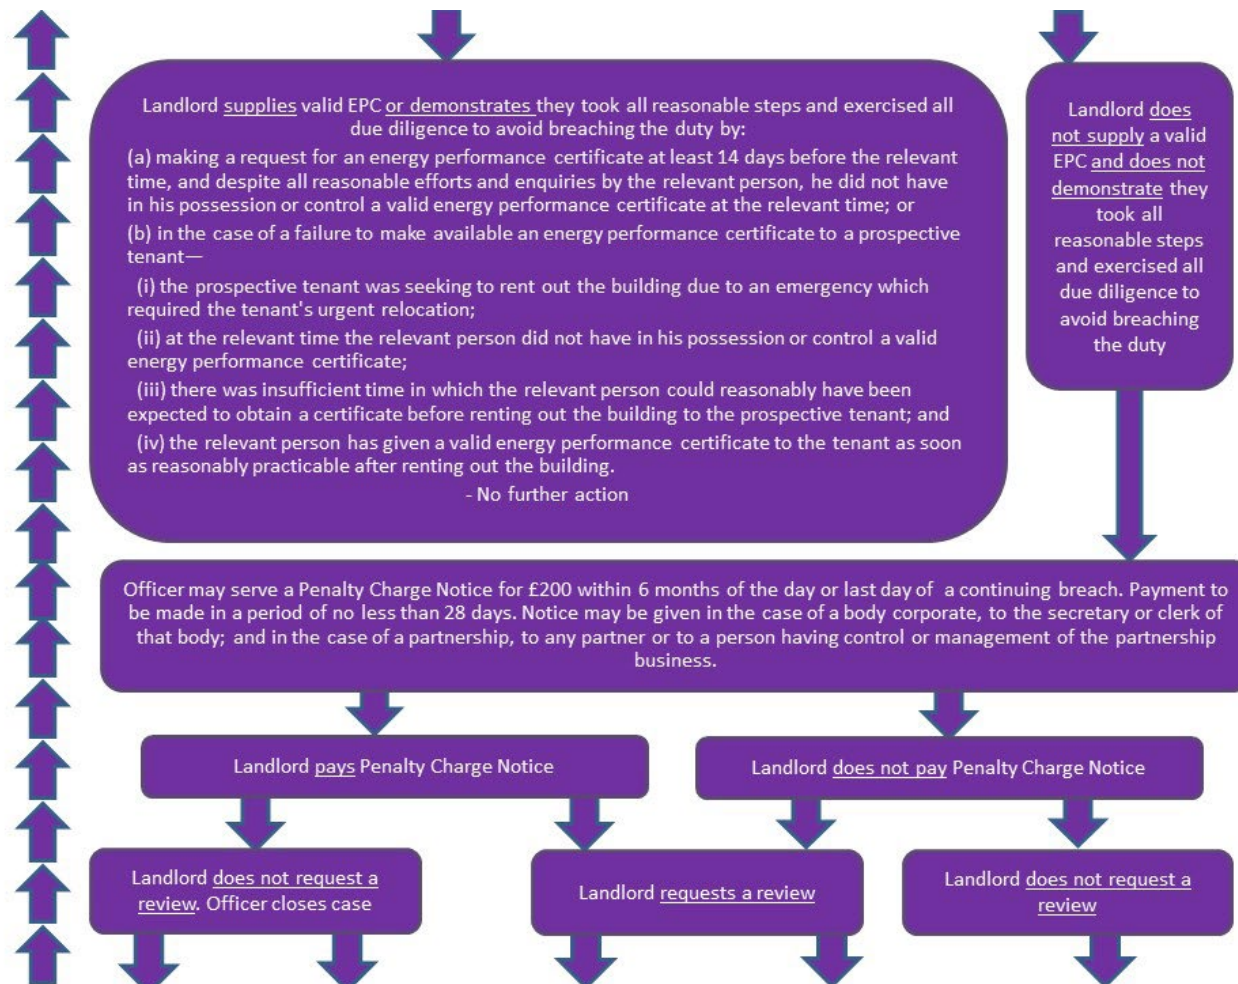 Landlord supplies valid EPC or demonstrates they took all reasonable steps and exercised all
due diligence to avoid breaching the duty by:
(a) making a request for an energy performance certificate at least 14 days before the relevant
time, and despite all reasonable efforts and enquiries by the relevant person, he did not have
in his possession or control a valid energy performance certificate at the relevant time; or
(b) in the case of a failure to make available an energy performance certificate to a prospective
tenant—
(i) the prospective tenant was seeking to rent out the building due to an emergency which
required the tenant's urgent relocation;
(ii) at the relevant time the relevant person did not have in his possession or control a valid
energy performance certificate;
(iii) there was insufficient time in which the relevant person could reasonably have been
expected to obtain a certificate before renting out the building to the prospective tenant; and
(iv) the relevant person has given a valid energy performance certificate to the tenant as soon
as reasonably practicable after renting out the building.
- No further action
Landlord does
not supply a valid
EPC and does not
demonstrate they
took all
reasonable steps
and exercised all
due diligence to
avoid breaching
the duty
Officer may serve a Penalty Charge Notice for £200 within 6 months of the day or last day of a continuing breach. Payment to
be made in a period of no less than 28 days. Notice may be given in the case of a body corporate, to the secretary or clerk of
that body; and in the case of a partnership, to any partner or to a person having control or management of the partnership
business.
Landlord pays Penalty Charge Notice
Landlord does not pay Penalty Charge Notice
Landlord does not request a
review. Officer closes case
Landlord requests a review
Landlord does not request a
review